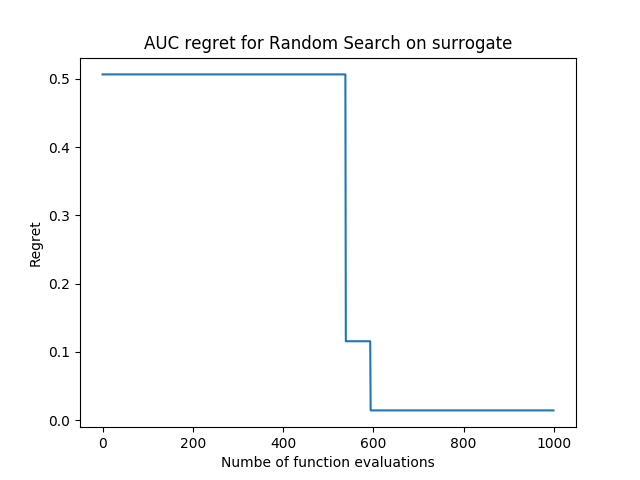 AUC regret for Random Search on surrogate
0.5
0.4
0.3
0.2
0.1
0.0
Regret
0 200 400 600 800 1000
Numbe of function evaluations